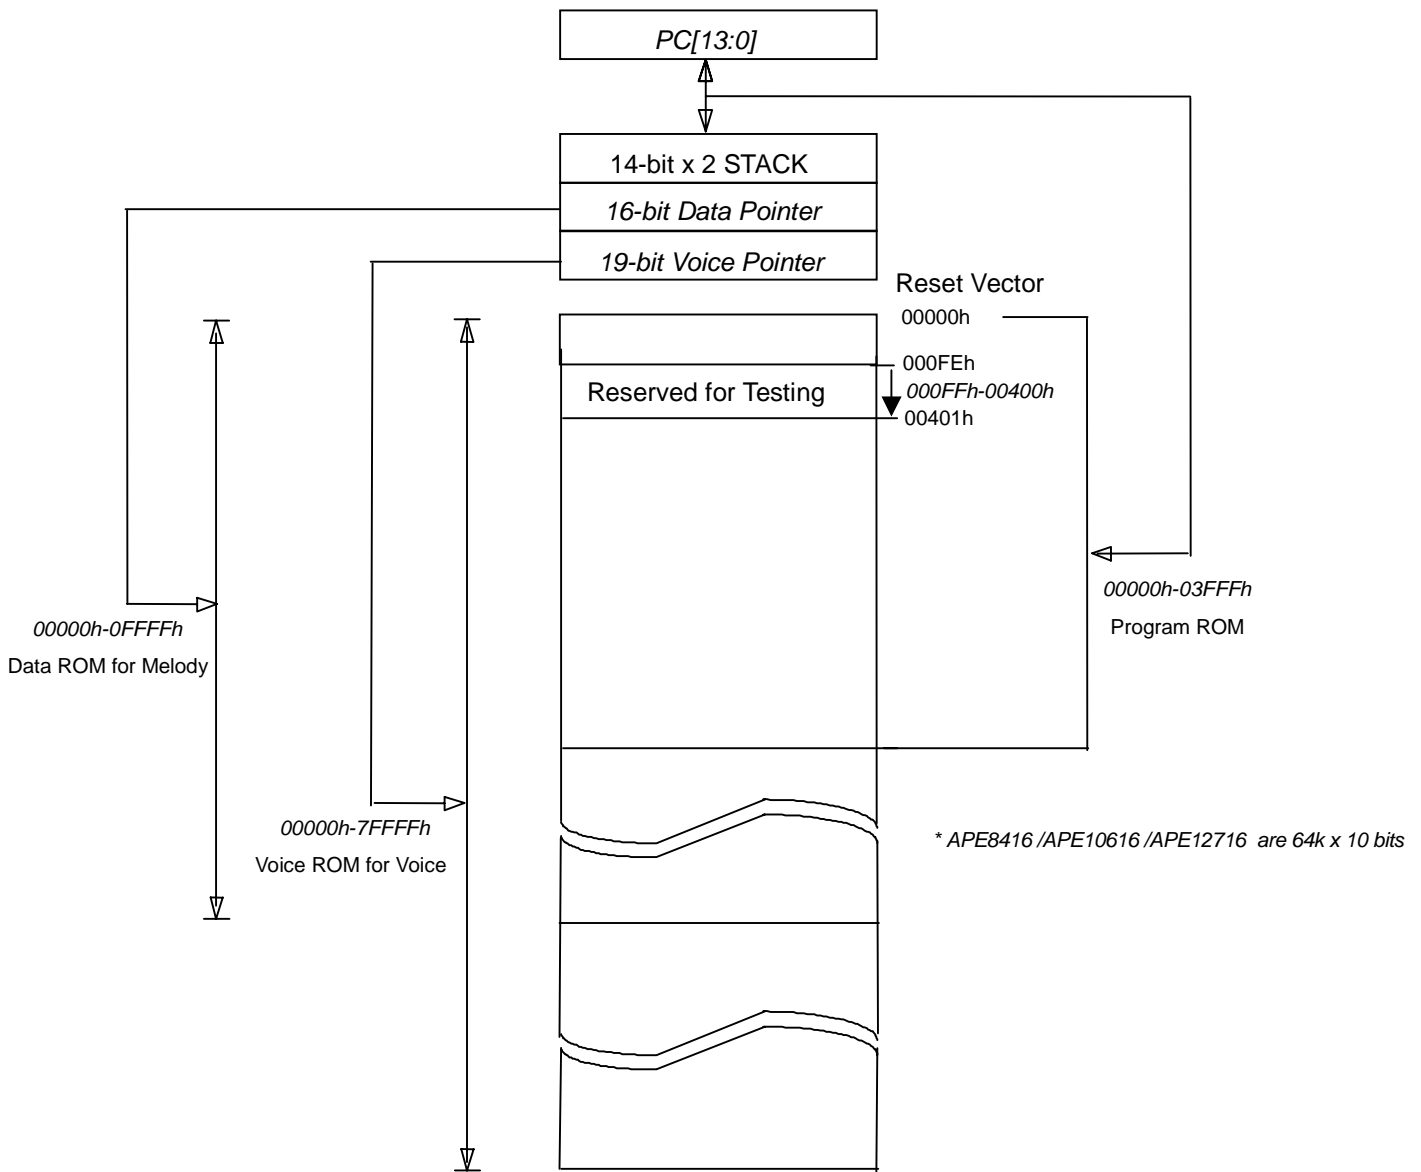 PC[13:0]
14-bit x 2 STACK
16-bit Data Pointer
19-bit Voice Pointer
Reset Vector
00000h
000FEh
Reserved for Testing
000FFh-00400h
00401h
00000h-03FFFh
Program ROM
00000h-0FFFFh
Data ROM for Melody
00000h-7FFFFh
Voice ROM for Voice
* APE8416 /APE10616 /APE12716 are 64k x 10 bits